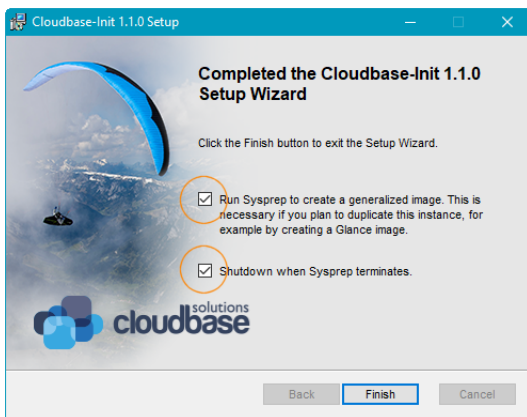 Cloudbase-Init 1.1.0 Setup
Completed the Cloudbase-Init 1.1.0
Setup Wizard
Click the Finish button to exit the Setup Wizard.
Run Sysprep to create a generalized image. This is
necessary if you plan to duplicate this instance, for
example by creating a Glance image.
Shutdown when Sysprep terminates.
solutions
cloudbase
Back
Finish
Cancel